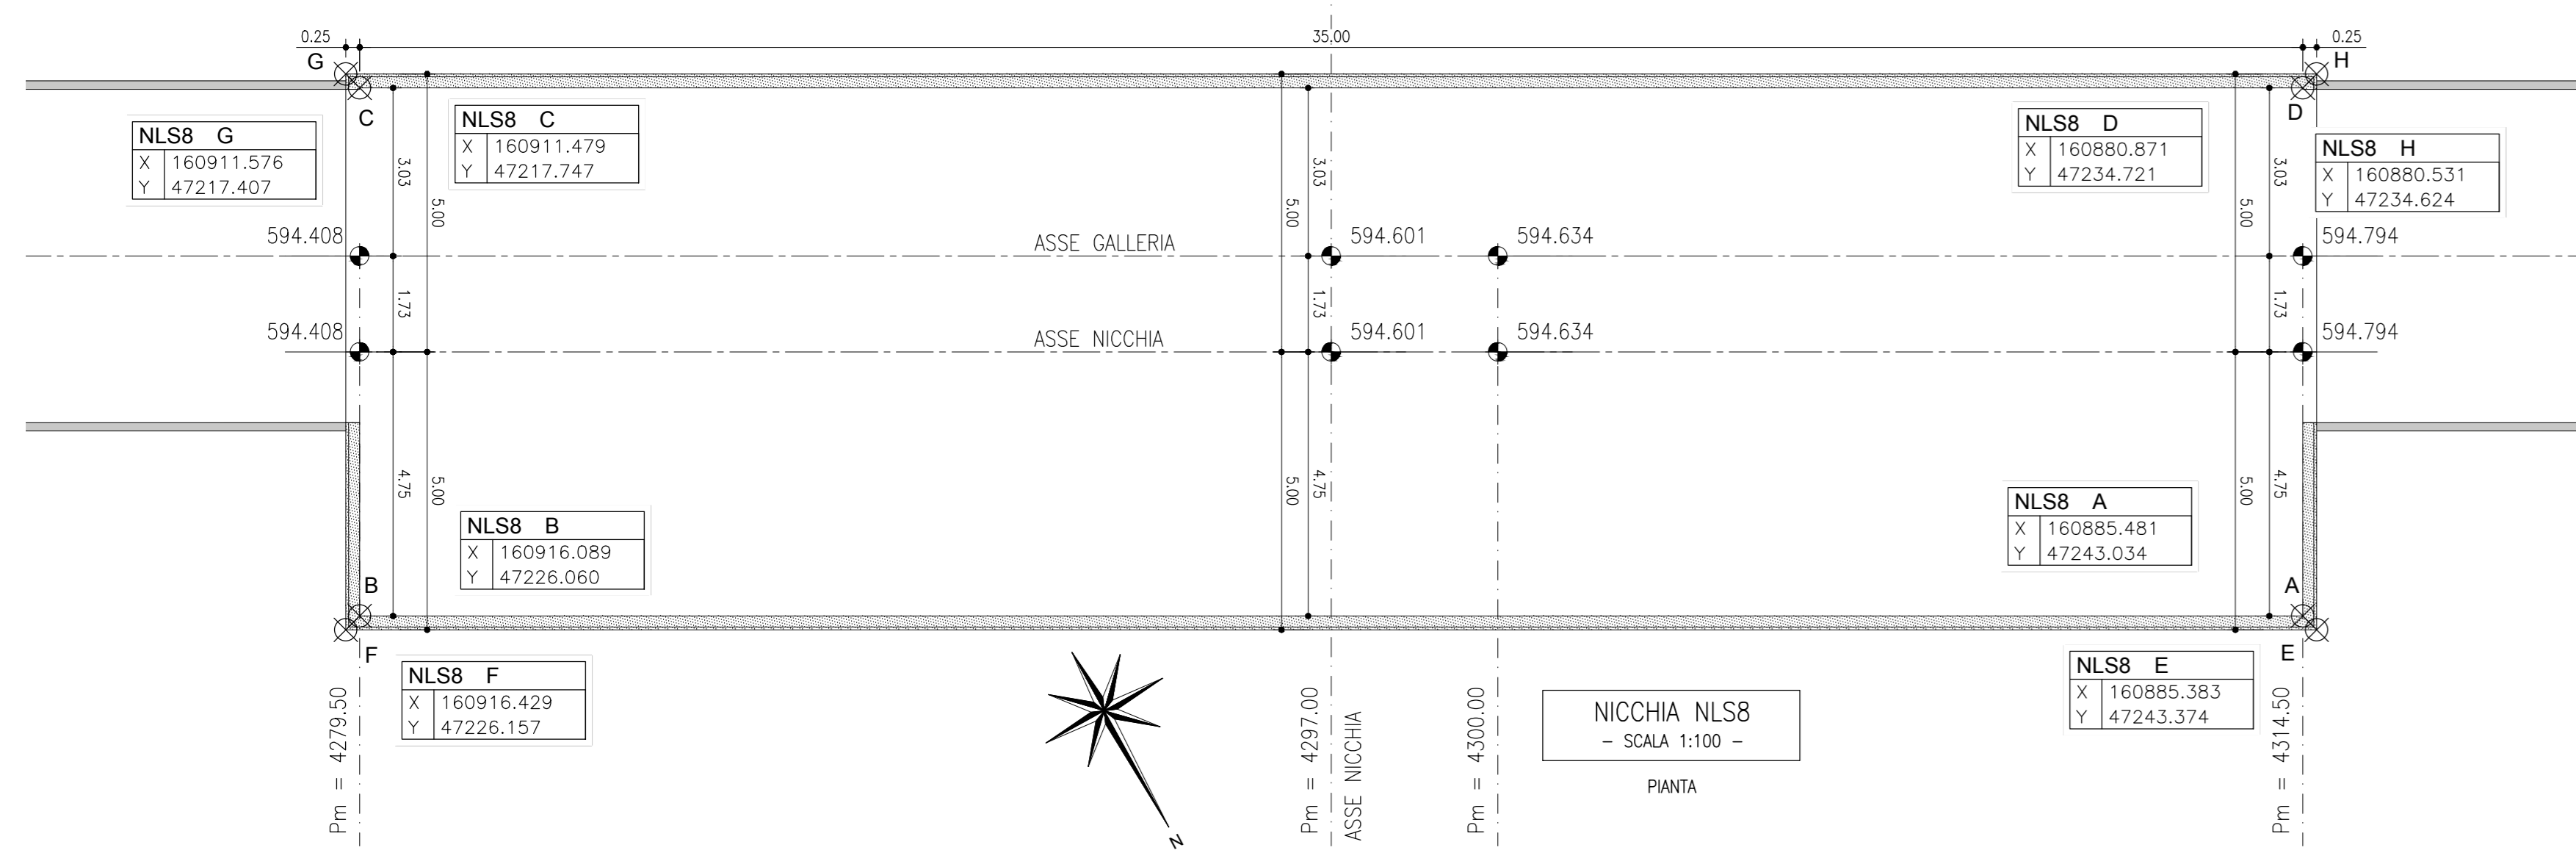 0.25
35.00
0.25
G
H
C
D
NLS8 G
X 160911.576
Y 47217.407
NLS8 C
X 160911.479
Y 47217.747
NLS8 D
X 160880.871
Y 47234.721
NLS8 H
X 160880.531
Y 47234.624
3.03
5.00
3.03
5.00
3.03
5.00
594.408
ASSE GALLERIA
594.601
594.634
594.794
1.73
1.73
1.73
594.408
ASSE NICCHIA
594.601
594.634
594.794
4.75
5.00
5.00
4.75
5.00
4.75
NLS8 B
X 160916.089
Y 47226.060
NLS8 A
X 160885.481
Y 47243.034
B
A
F
E
NLS8 F
X 160916.429
Y 47226.157
NLS8 E
X 160885.383
Y 47243.374
Pm = 4279.50
N
Pm = 4297.00
ASSE NICCHIA
Pm = 4300.00
NICCHIA NLS8
– SCALA 1:100 –
PIANTA
Pm = 4314.50